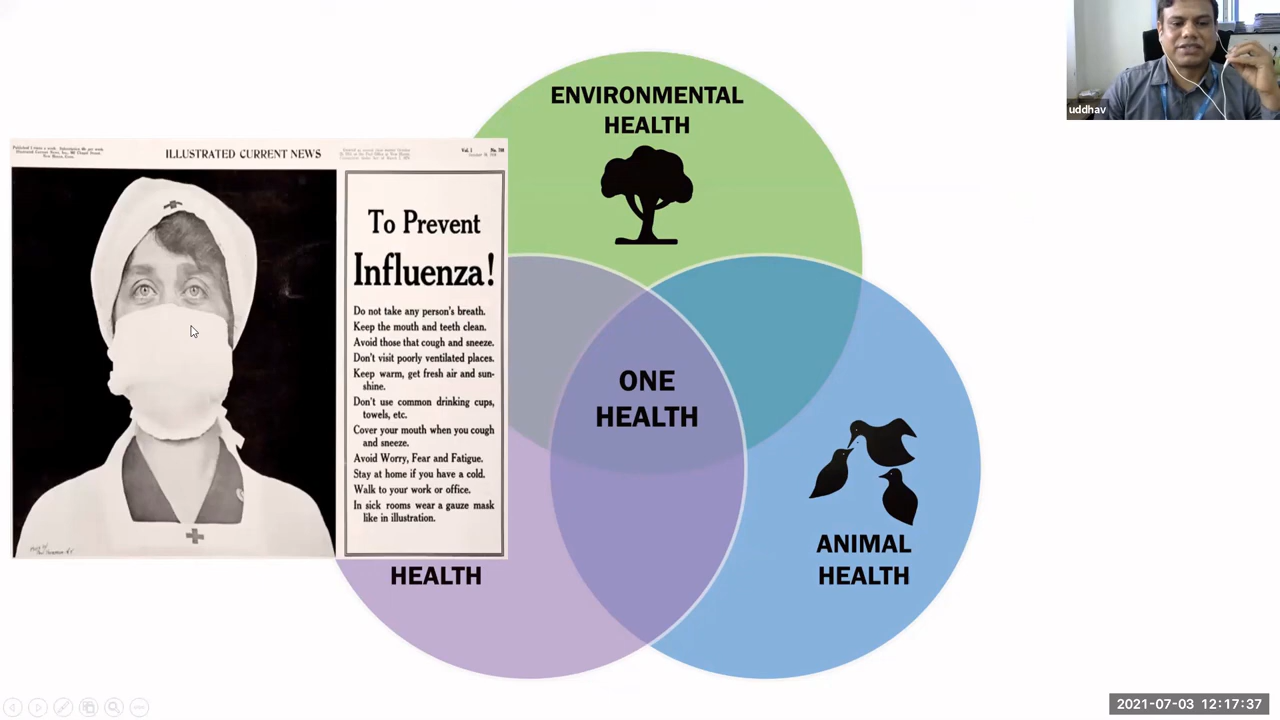 ENVIRONMENTAL
HEALTH
uddhav
ILLUSTRATED CURRENT NEWS
To Prevent
Influenza!
Do not take any person's breath.
Keep the mouth and teeth clean.
Avoid those that cough and sneeze.
Don't visit poorly ventilated places.
Keep warm, get fresh air and sun-
shine.
Don't use common drinking cups,
towels, etc.
Cover your mouth when you cough
and sneeze.
Avoid Worry, Fear and Fatigue.
Stay at home if you have a cold.
Walk to your work or office.
In sick rooms wear a gauze mask
like in illustration.
ONE
HEALTH
ANIMAL
HEALTH
HEALTH
2021-07-03 12:17:37